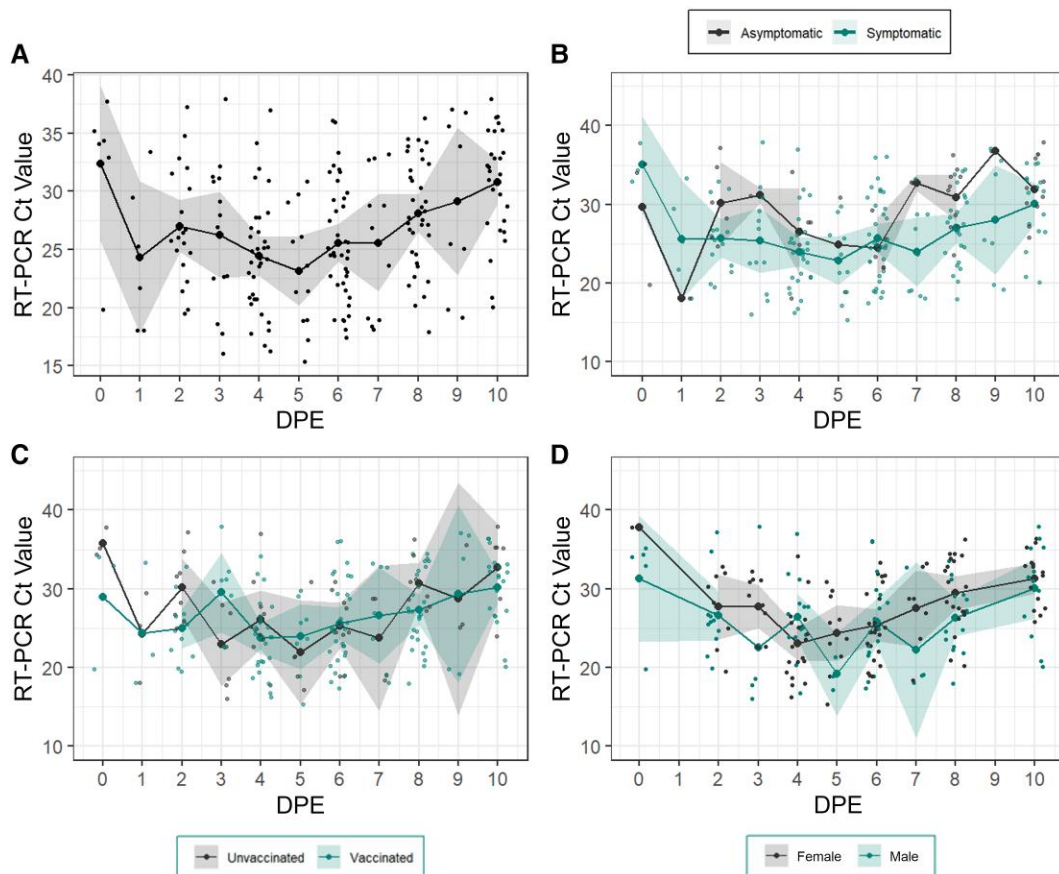 Asymptomatic Symptomatic
A
RT-PCR Ct Value
40
35
30
25
20
15
0 1 2 3 4 5 6 7 8 9 10
DPE
B
RT-PCR Ct Value
40
30
20
10
0 1 2 3 4 5 6 7 8 9 10
DPE
C
RT-PCR Ct Value
40
30
20
10
0 1 2 3 4 5 6 7 8 9 10
DPE
Unvaccinated Vaccinated
D
RT-PCR Ct Value
40
30
20
10
0 1 2 3 4 5 6 7 8 9 10
DPE
Female Male